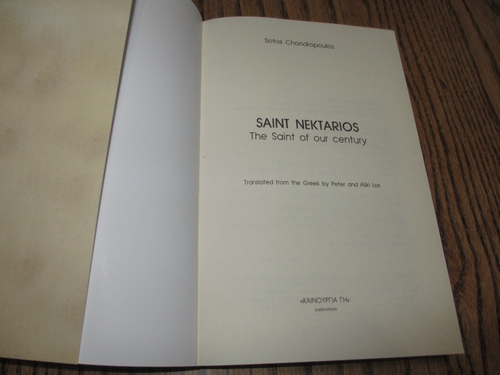 Sotos Chondropoulos
SAINT NEKTARIOS
The Saint of our century
Translated from the Greek by Peter and Aliki Los
«ΚΑΙΝΟΥΡΓΙΑ ΓΗ»
publications